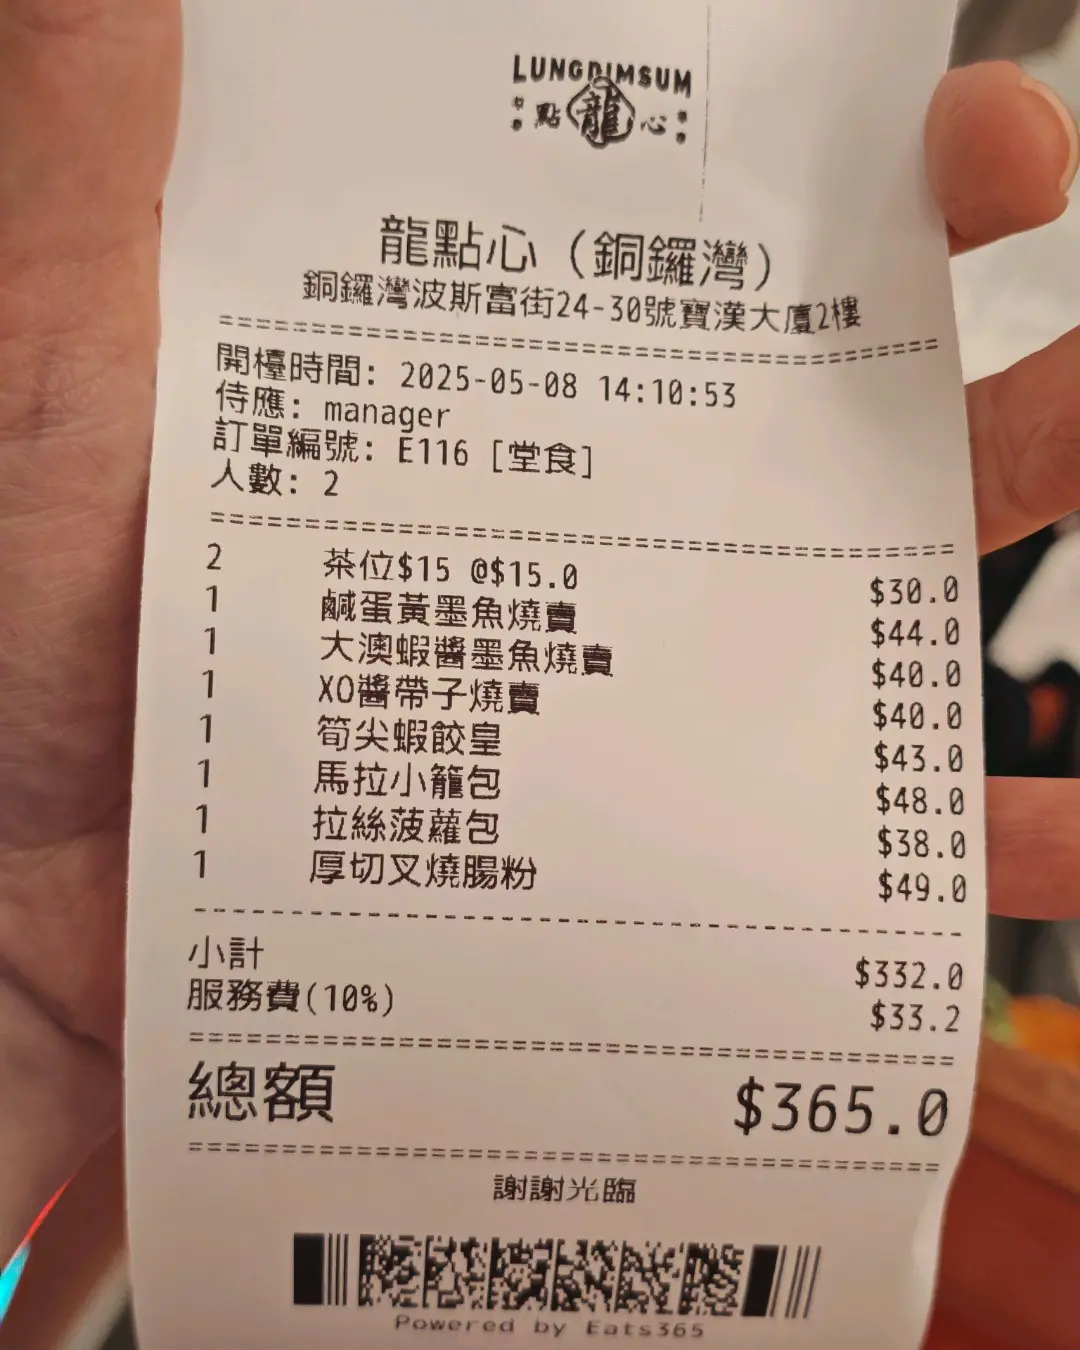 LUNGDIMSUM
點 龍 心
龍點心（銅鑼灣）
銅鑼灣波斯富街24-30號寶漢大廈2樓
開檯時間: 2025-05-08 14:10:53
侍應: manager
訂單編號: E116 [堂食]
人數: 2
2 茶位$15 @$15.0 $30.0
1 鹹蛋黃墨魚燒賣 $44.0
1 大澳蝦醬墨魚燒賣 $40.0
1 XO醬帶子燒賣 $40.0
1 筍尖蝦餃皇 $43.0
1 馬拉小籠包 $48.0
1 拉絲菠蘿包 $38.0
1 厚切叉燒腸粉 $49.0
小計 $332.0
服務費(10%) $33.2
總額 $365.0
謝謝光臨
Powered by Eats365